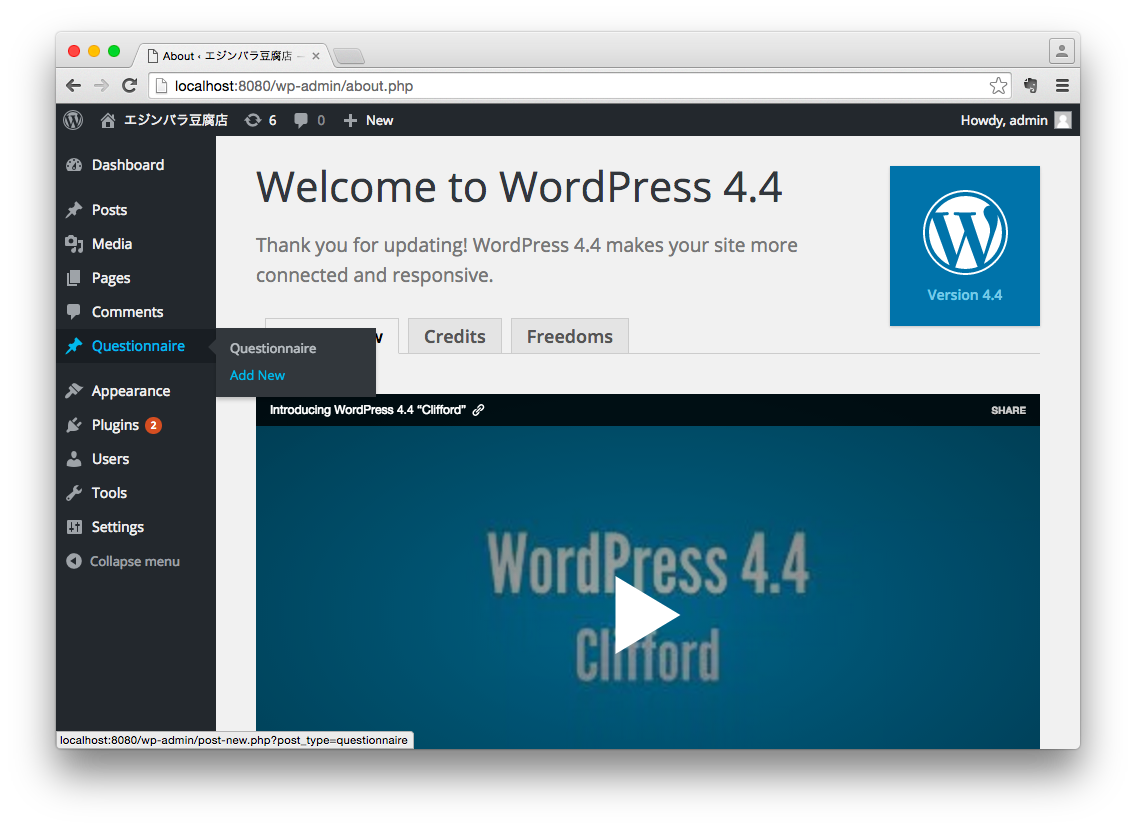 About ‹ エジンバラ豆腐店 —
localhost:8080/wp-admin/about.php
エジンバラ豆腐店 6 0 New Howdy, admin
Dashboard
Posts
Media
Pages
Comments
Questionnaire
Questionnaire
Add New
Appearance
Plugins 2
Users
Tools
Settings
Collapse menu
Welcome to WordPress 4.4
Thank you for updating! WordPress 4.4 makes your site more
connected and responsive.
Version 4.4
Credits Freedoms
Introducing WordPress 4.4 “Clifford” SHARE
WordPress 4.4
Clifford
localhost:8080/wp-admin/post-new.php?post_type=questionnaire